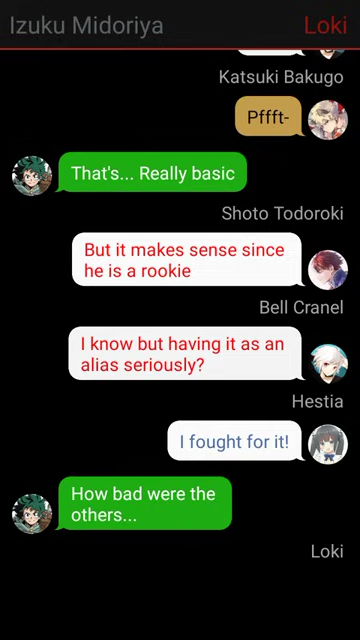 Izuku Midoriya
Loki
Katsuki Bakugo
Pffft-
That's... Really basic
Shoto Todoroki
But it makes sense since
he is a rookie
Bell Cranel
I know but having it as an
alias seriously?
Hestia
I fought for it!
How bad were the
others...
Loki